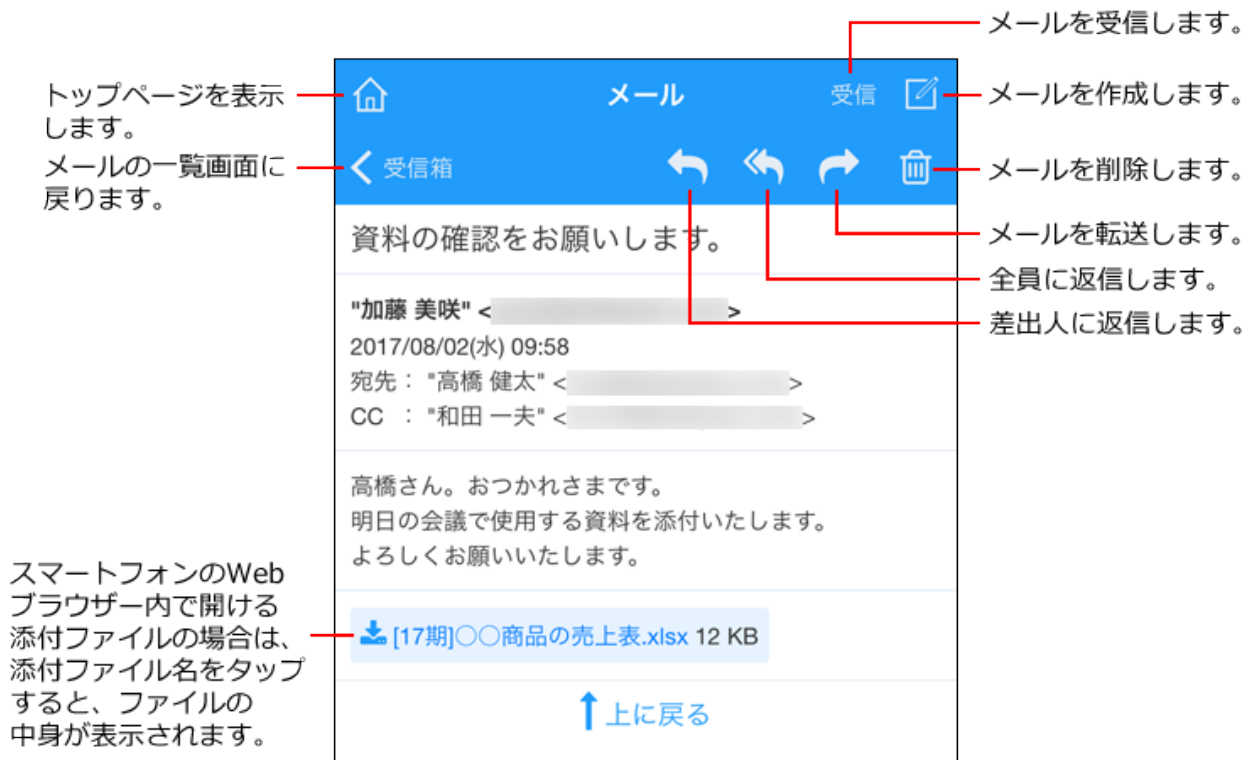 メールを受信します。
トップページを表示
します。
メール
受信
メールを作成します。
メールの一覧画面に
戻ります。
受信箱
メールを削除します。
資料の確認をお願いします。
メールを転送します。
全員に返信します。
差出人に返信します。
"加藤 美咲" < >
2017/08/02(水) 09:58
宛先： "高橋 健太" < >
CC ： "和田 一夫" < >
高橋さん。おつかれさまです。
明日の会議で使用する資料を添付いたします。
よろしくお願いいたします。
スマートフォンのWeb
ブラウザー内で開ける
添付ファイルの場合は、
添付ファイル名をタップ
すると、ファイルの
中身が表示されます。
[17期]○○商品の売上表.xlsx 12 KB
上に戻る